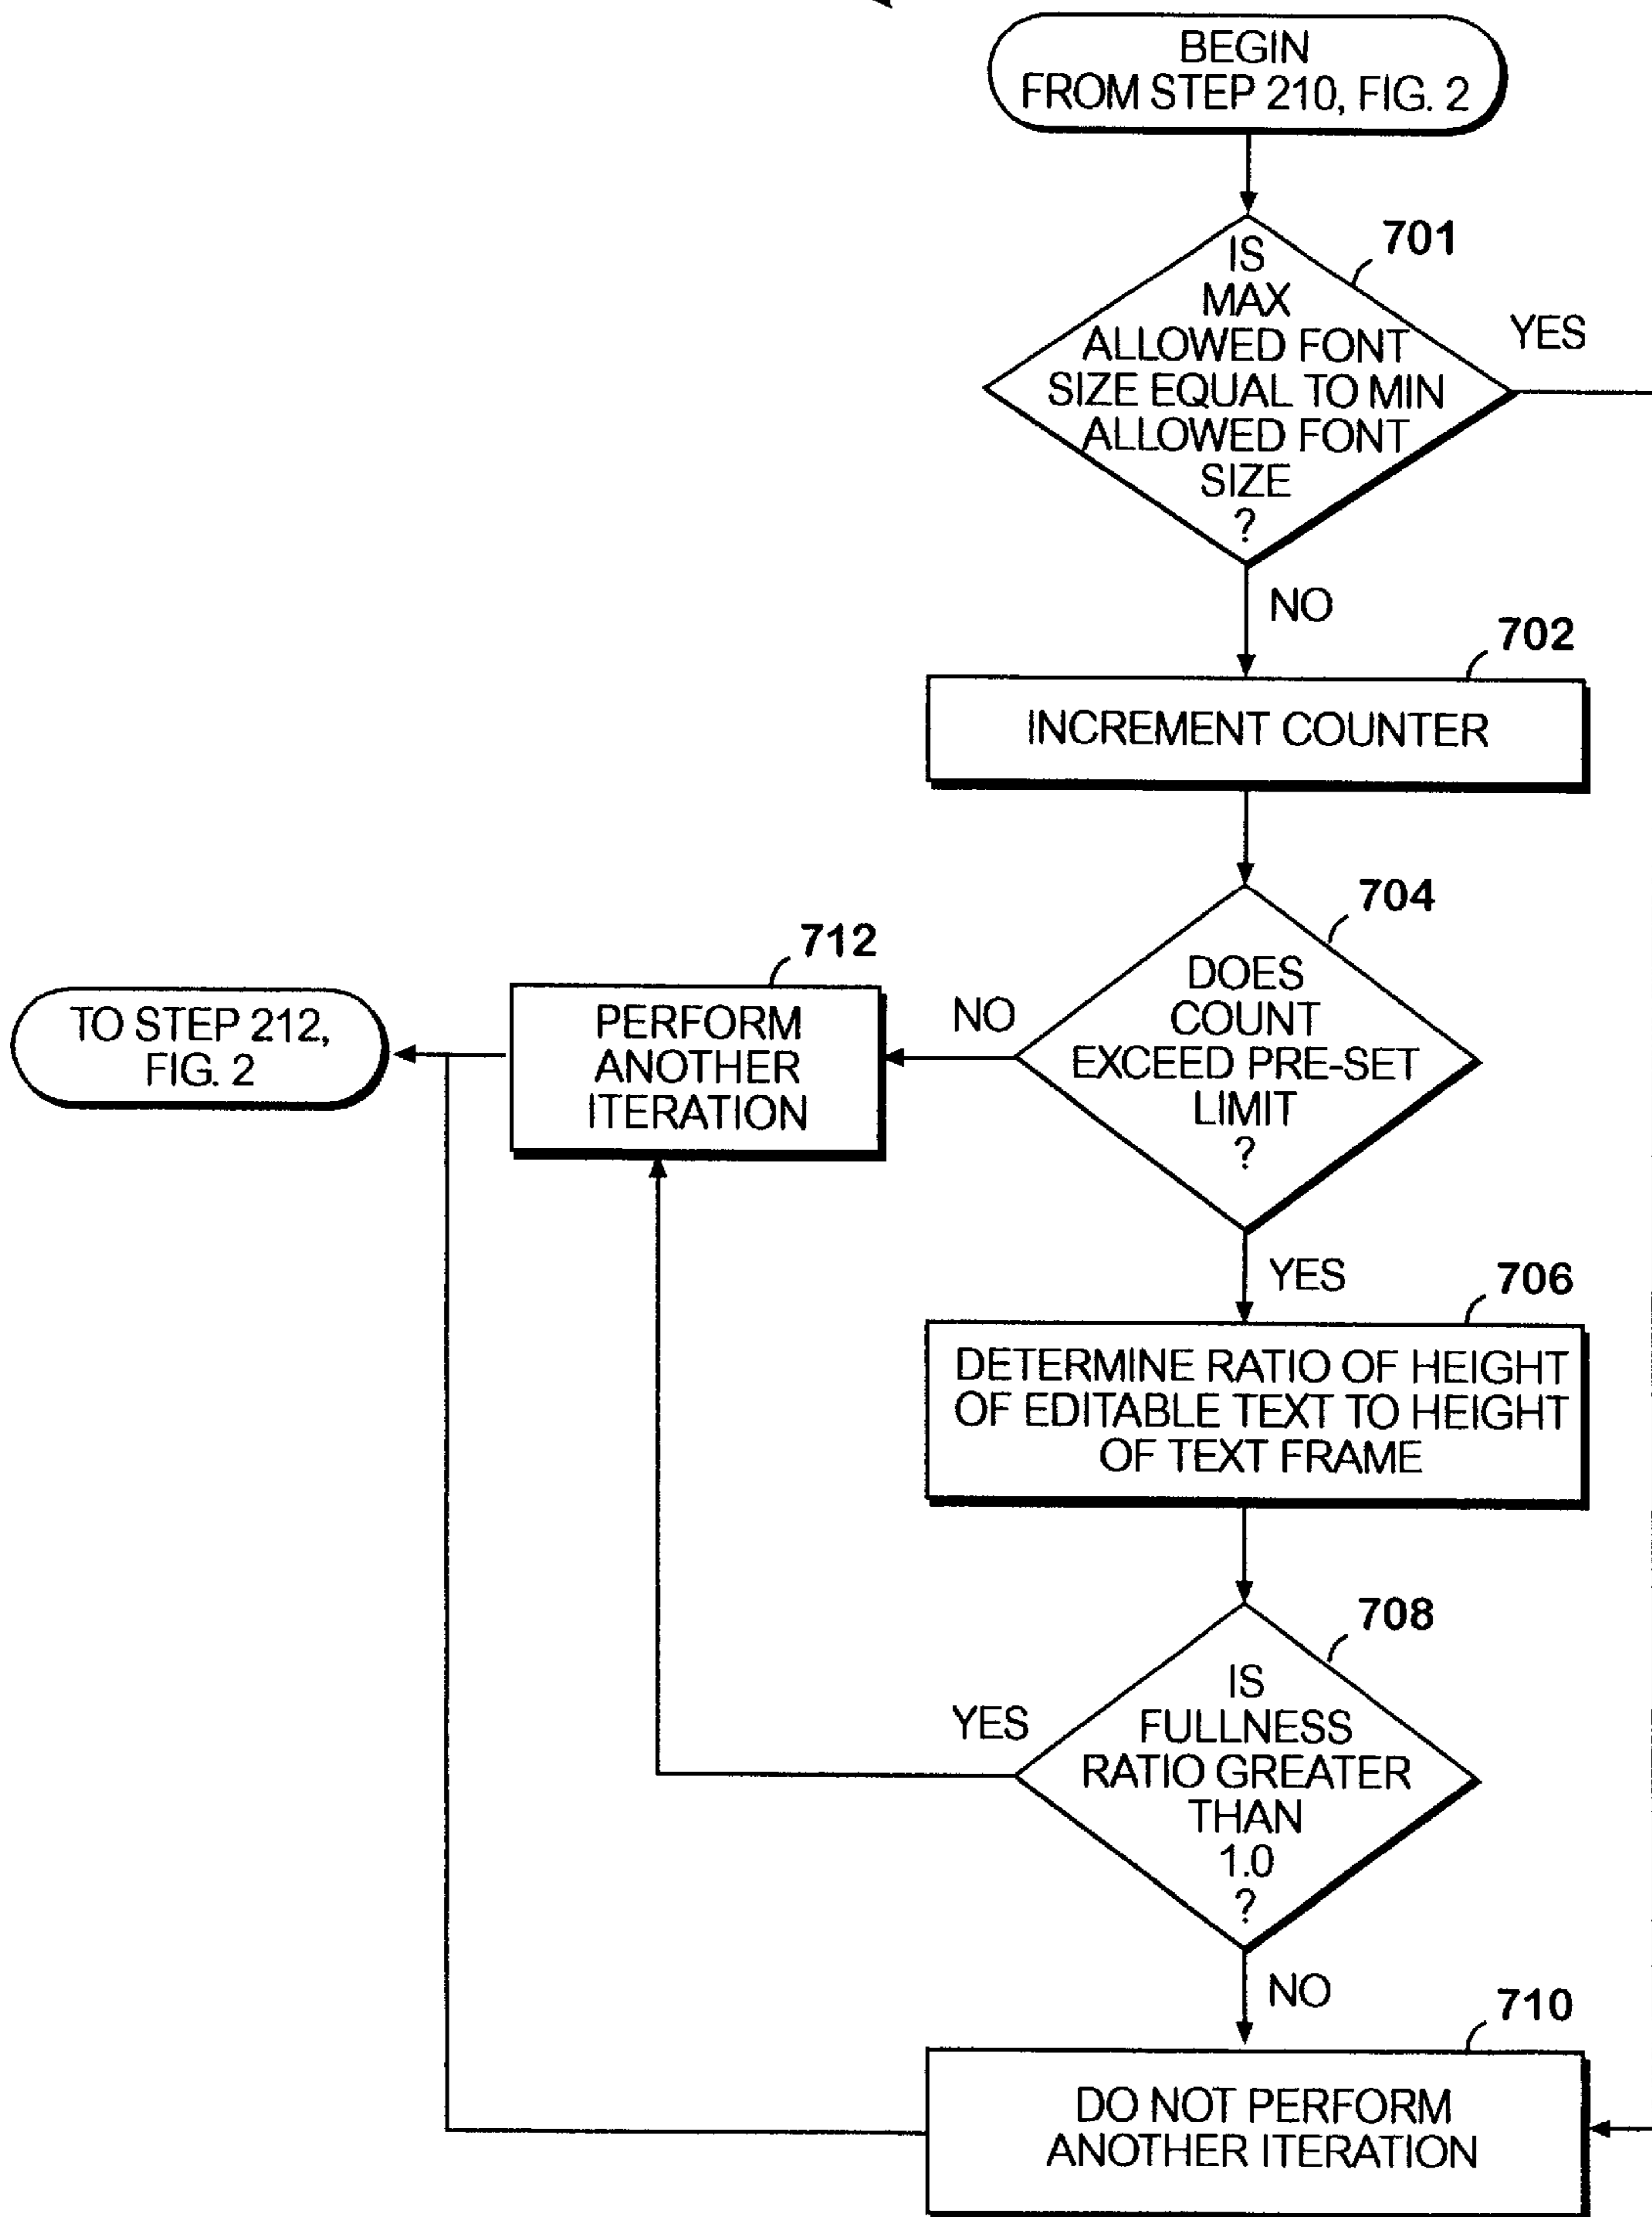 BEGIN
FROM STEP 210, FIG. 2
701
IS
MAX
ALLOWED FONT
SIZE EQUAL TO MIN
ALLOWED FONT
SIZE
?
YES
NO
702
INCREMENT COUNTER
704
DOES
COUNT
EXCEED PRE-SET
LIMIT
?
NO
712
PERFORM
ANOTHER
ITERATION
TO STEP 212,
FIG. 2
YES
706
DETERMINE RATIO OF HEIGHT
OF EDITABLE TEXT TO HEIGHT
OF TEXT FRAME
708
IS
FULLNESS
RATIO GREATER
THAN
1.0
?
YES
NO
710
DO NOT PERFORM
ANOTHER ITERATION